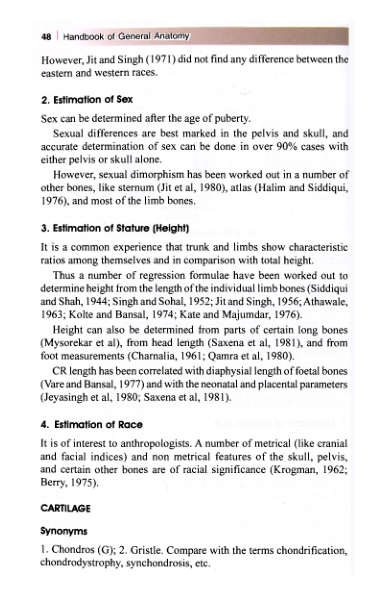 48 | Handbook of General Anatomy
However, Jit and Singh (1971) did not find any difference between the
eastern and western races.
2. Estimation of Sex
Sex can be determined after the age of puberty.
Sexual differences are best marked in the pelvis and skull, and
accurate determination of sex can be done in over 90% cases with
either pelvis or skull alone.
However, sexual dimorphism has been worked out in a number of
other bones, like sternum (Jit et al, 1980), atlas (Halim and Siddiqui,
1976), and most of the limb bones.
3. Estimation of Stature (Height)
It is a common experience that trunk and limbs show characteristic
ratios among themselves and in comparison with total height.
Thus a number of regression formulae have been worked out to
determine height from the length of the individual limb bones (Siddiqui
and Shah, 1944; Singh and Sohal, 1952; Jit and Singh, 1956; Athawale,
1963; Kolte and Bansal, 1974; Kate and Majumdar, 1976).
Height can also be determined from parts of certain long bones
(Mysorekar et al), from head length (Saxena et al, 1981), and from
foot measurements (Charnalia, 1961; Qamra et al, 1980).
CR length has been correlated with diaphysial length of foetal bones
(Vare and Bansal, 1977) and with the neonatal and placental parameters
(Jeyasingh et al, 1980; Saxena et al, 1981).
4. Estimation of Race
It is of interest to anthropologists. A number of metrical (like cranial
and facial indices) and non metrical features of the skull, pelvis,
and certain other bones are of racial significance (Krogman, 1962;
Berry, 1975).
CARTILAGE
Synonyms
1. Chondros (G); 2. Gristle. Compare with the terms chondrification,
chondrodystrophy, synchondrosis, etc.